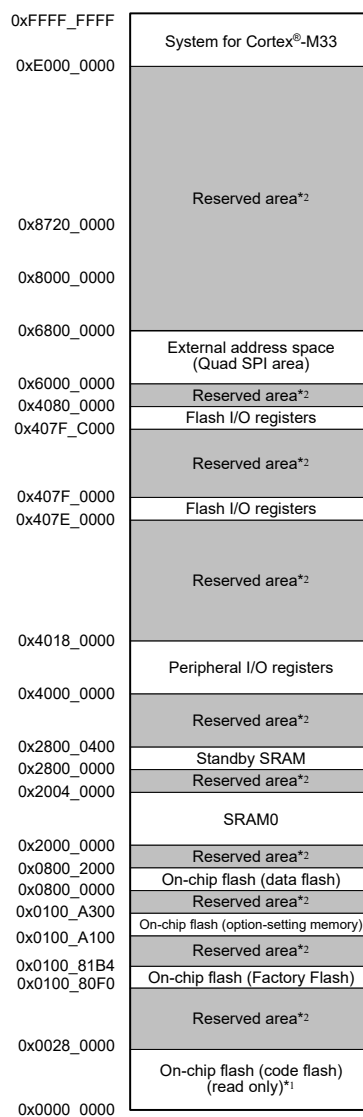 0xFFFF_FFFF
System for Cortex®-M33
0xE000_0000
Reserved area*2
0x8720_0000
0x8000_0000
0x6800_0000
External address space
(Quad SPI area)
0x6000_0000
Reserved area*2
0x4080_0000
Flash I/O registers
0x407F_C000
Reserved area*2
0x407F_0000
Flash I/O registers
0x407E_0000
Reserved area*2
0x4018_0000
Peripheral I/O registers
0x4000_0000
Reserved area*2
0x2800_0400
Standby SRAM
0x2800_0000
Reserved area*2
0x2004_0000
SRAM0
0x2000_0000
Reserved area*2
0x0800_2000
On-chip flash (data flash)
0x0800_0000
Reserved area*2
0x0100_A300
On-chip flash (option-setting memory)
0x0100_A100
Reserved area*2
0x0100_81B4
On-chip flash (Factory Flash)
0x0100_80F0
Reserved area*2
0x0028_0000
On-chip flash (code flash)
(read only)*1
0x0000_0000